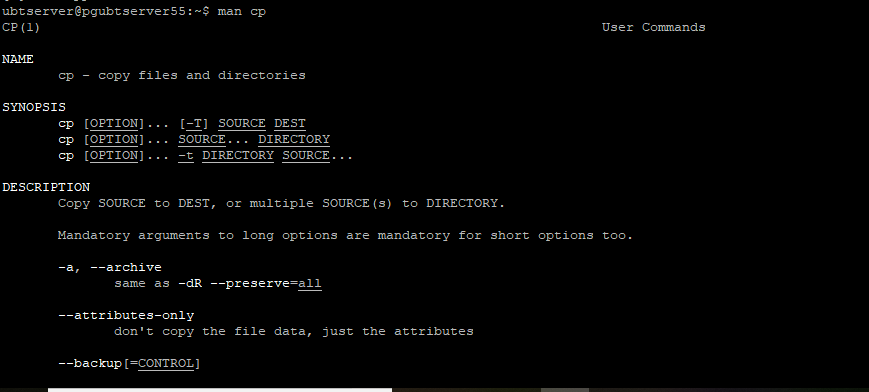 ubtserver@pgubtserver55:~$ man cp
CP(1) User Commands
NAME
cp - copy files and directories
SYNOPSIS
cp [OPTION]... [-T] SOURCE DEST
cp [OPTION]... SOURCE... DIRECTORY
cp [OPTION]... -t DIRECTORY SOURCE...
DESCRIPTION
Copy SOURCE to DEST, or multiple SOURCE(s) to DIRECTORY.
Mandatory arguments to long options are mandatory for short options too.
-a, --archive
same as -dR --preserve=all
--attributes-only
don't copy the file data, just the attributes
--backup[=CONTROL]